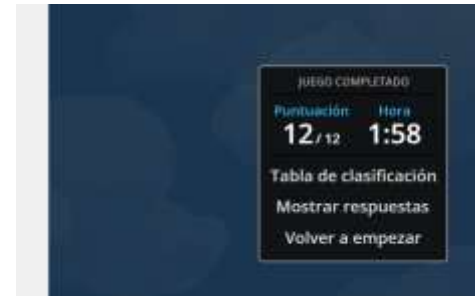 JUEGO COMPLETADO
Puntuación Hora
12/ 12 1:58
Tabla de clasificación
Mostrar respuestas
Volver a empezar